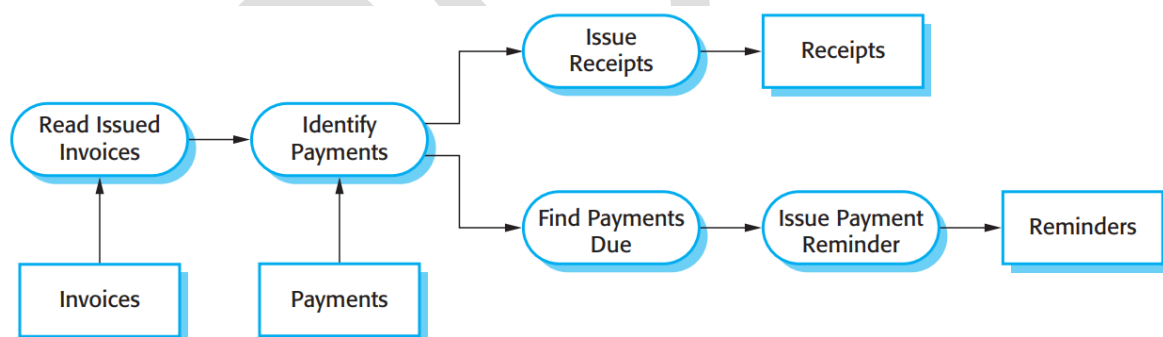 Issue
Receipts
Receipts
Read Issued
Invoices
Identify
Payments
Find Payments
Due
Issue Payment
Reminder
Reminders
Invoices
Payments